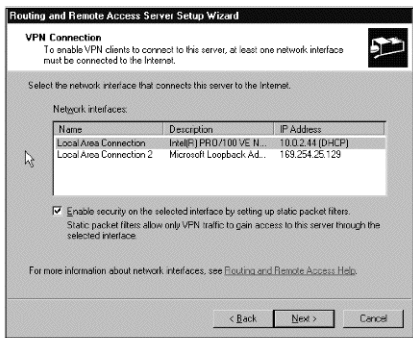 Routing and Remote Access Server Setup Wizard
VPN Connection
To enable VPN clients to connect to this server, at least one network interface
must be connected to the Internet.
Select the network interface that connects this server to the Internet.
Network interfaces:
Name Description IP Address
Local Area Connection Intel(R) PRO/100 VE N... 10.0.2.44 (DHCP)
Local Area Connection 2 Microsoft Loopback Ad... 169.254.25.129
Enable security on the selected interface by setting up static packet filters.
Static packet filters allow only VPN traffic to gain access to this server through the
selected interface.
For more information about network interfaces, see Routing and Remote Access Help.
< Back Next > Cancel